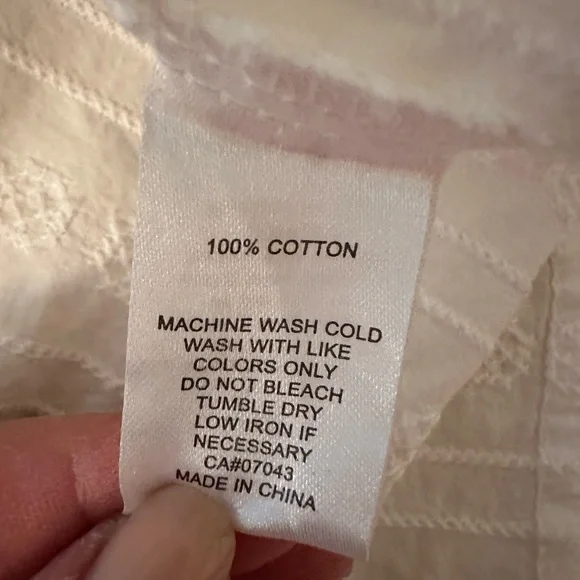 100% COTTON
MACHINE WASH COLD
WASH WITH LIKE
COLORS ONLY
DO NOT BLEACH
TUMBLE DRY
LOW IRON IF
NECESSARY
CA#07043
MADE IN CHINA